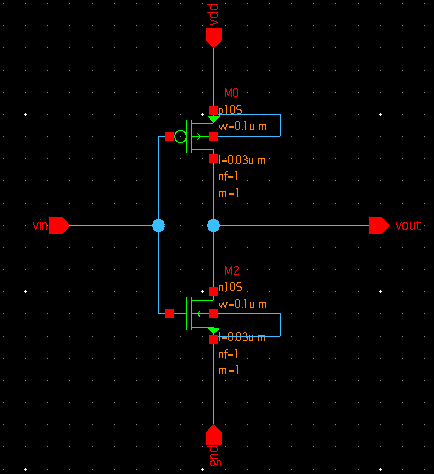 vdd
M0
p10S
w=0.1u m
l=0.03u m
nf=1
m=1
vin
vout
M2
n10S
w=0.1u m
l=0.03u m
nf=1
m=1
gnd